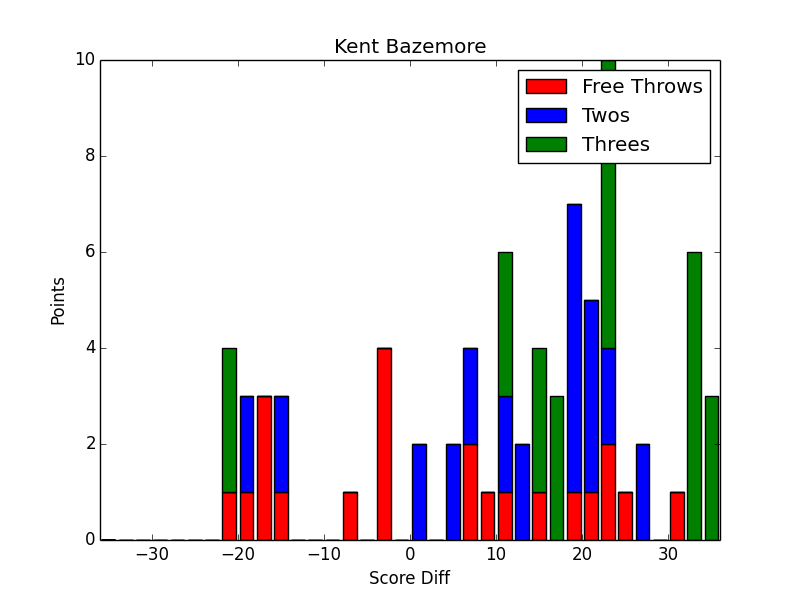 Kent Bazemore
10
8
6
4
2
0
Points
Free Throws
Twos
Threes
−30
−20
−10
0
10
20
30
Score Diff